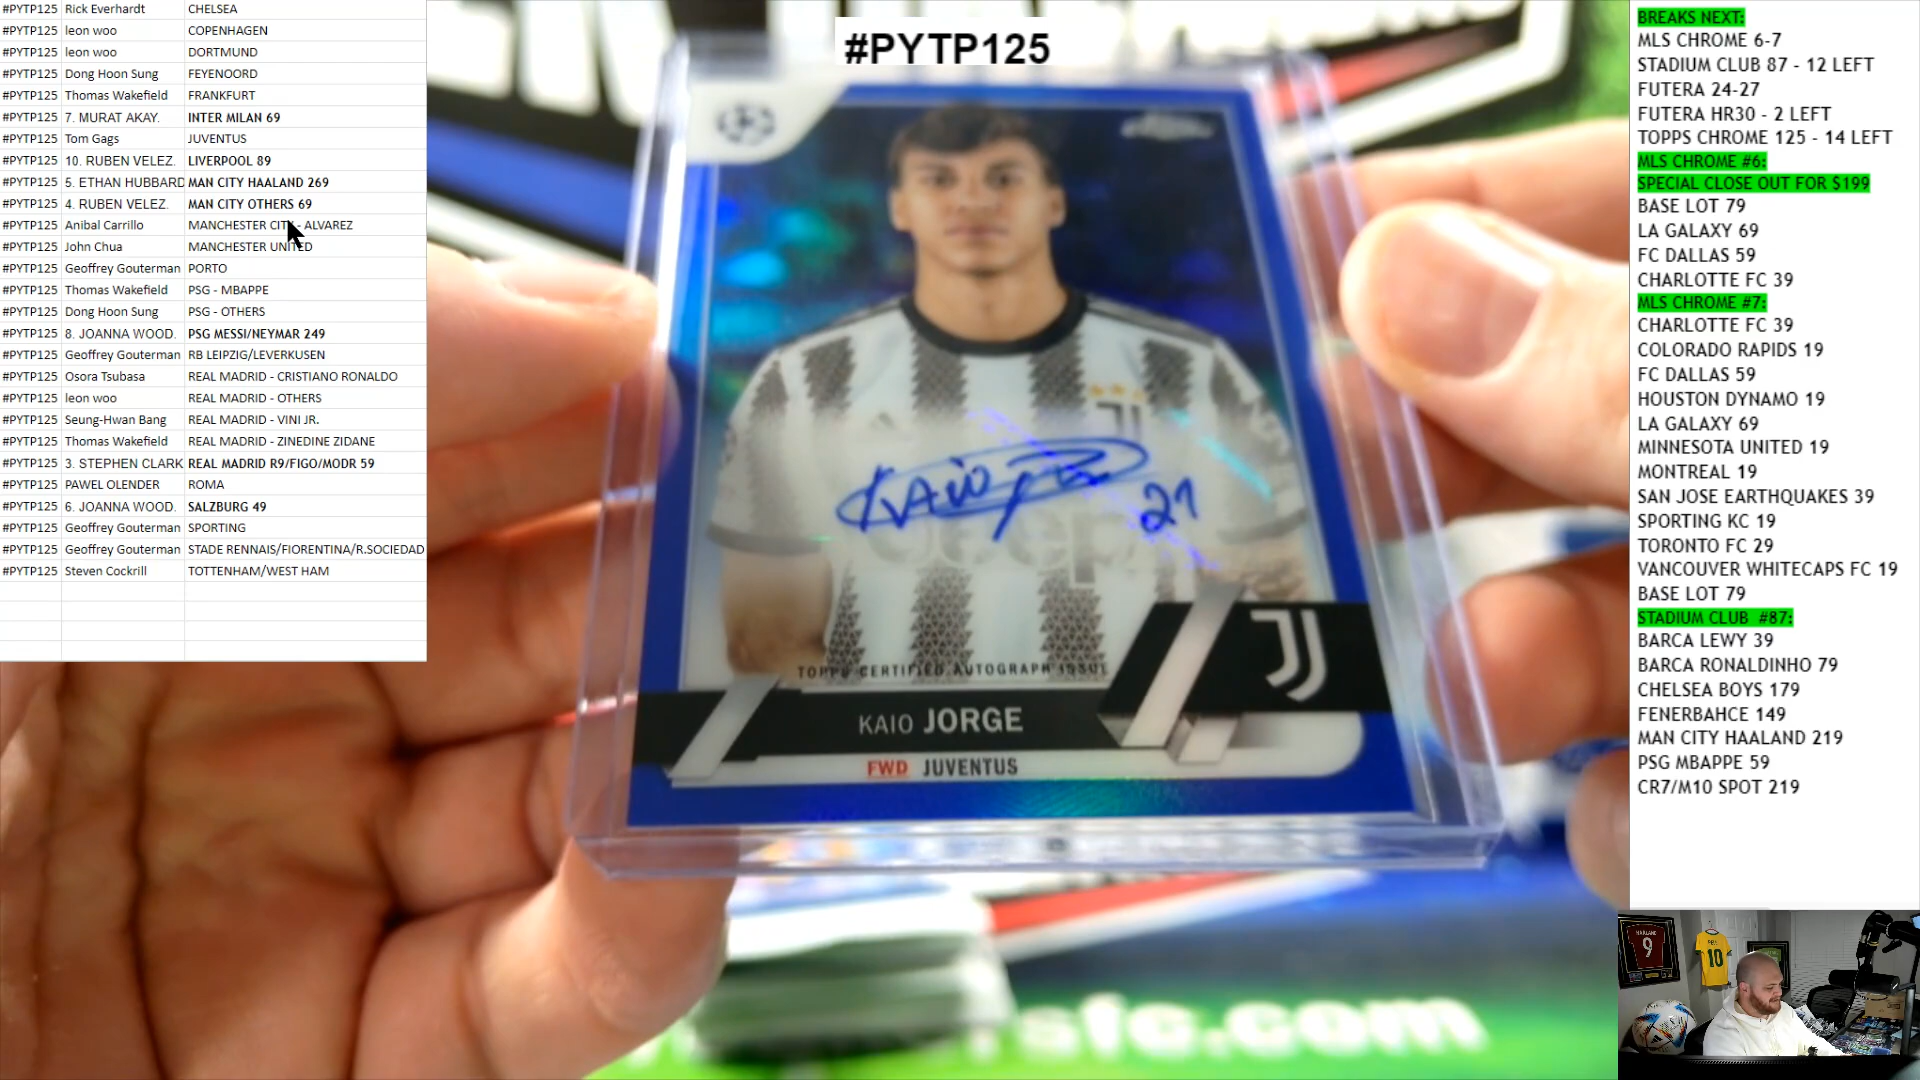 #PYTP125 Rick Everhardt CHELSEA
#PYTP125 leon woo COPENHAGEN
#PYTP125 leon woo DORTMUND
#PYTP125 Dong Hoon Sung FEYENOORD
#PYTP125 Thomas Wakefield FRANKFURT
#PYTP125 7. MURAT AKAY. INTER MILAN 69
#PYTP125 Tom Gags JUVENTUS
#PYTP125 10. RUBEN VELEZ. LIVERPOOL 89
#PYTP125 5. ETHAN HUBBARD MAN CITY HAALAND 269
#PYTP125 4. RUBEN VELEZ. MAN CITY OTHERS 69
#PYTP125 Anibal Carrillo MANCHESTER CITY - ALVAREZ
#PYTP125 John Chua MANCHESTER UNITED
#PYTP125 Geoffrey Gouterman PORTO
#PYTP125 Thomas Wakefield PSG - MBAPPE
#PYTP125 Dong Hoon Sung PSG - OTHERS
#PYTP125 8. JOANNA WOOD. PSG MESSI/NEYMAR 249
#PYTP125 Geoffrey Gouterman RB LEIPZIG/LEVERKUSEN
#PYTP125 Osora Tsubasa REAL MADRID - CRISTIANO RONALDO
#PYTP125 leon woo REAL MADRID - OTHERS
#PYTP125 Seung-Hwan Bang REAL MADRID - VINI JR.
#PYTP125 Thomas Wakefield REAL MADRID - ZINEDINE ZIDANE
#PYTP125 3. STEPHEN CLARK REAL MADRID R9/FIGO/MODR 59
#PYTP125 PAWEL OLENDER ROMA
#PYTP125 6. JOANNA WOOD. SALZBURG 49
#PYTP125 Geoffrey Gouterman SPORTING
#PYTP125 Geoffrey Gouterman STADE RENNAIS/FIORENTINA/R.SOCIEDAD
#PYTP125 Steven Cockrill TOTTENHAM/WEST HAM
#PYTP125
Jeep
21
TOPPS CERTIFIED AUTOGRAPH ISSUE
KAIO JORGE
FWD JUVENTUS
sfc.com
BREAKS NEXT:
MLS CHROME 6-7
STADIUM CLUB 87 - 12 LEFT
FUTERA 24-27
FUTERA HR30 - 2 LEFT
TOPPS CHROME 125 - 14 LEFT
MLS CHROME #6:
SPECIAL CLOSE OUT FOR $199
BASE LOT 79
LA GALAXY 69
FC DALLAS 59
CHARLOTTE FC 39
MLS CHROME #7:
CHARLOTTE FC 39
COLORADO RAPIDS 19
FC DALLAS 59
HOUSTON DYNAMO 19
LA GALAXY 69
MINNESOTA UNITED 19
MONTREAL 19
SAN JOSE EARTHQUAKES 39
SPORTING KC 19
TORONTO FC 29
VANCOUVER WHITECAPS FC 19
BASE LOT 79
STADIUM CLUB #87:
BARCA LEWY 39
BARCA RONALDINHO 79
CHELSEA BOYS 179
FENERBAHCE 149
MAN CITY HAALAND 219
PSG MBAPPE 59
CR7/M10 SPOT 219
HAALAND
9
10